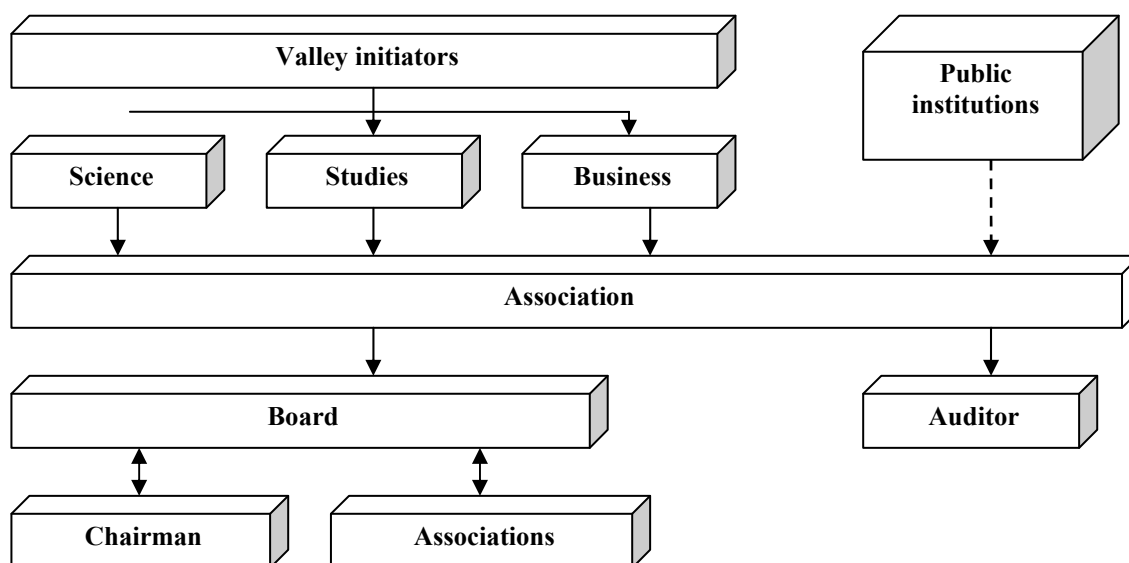 Valley initiators
Public
institutions
Science
Studies
Business
Association
Board
Auditor
Chairman
Associations